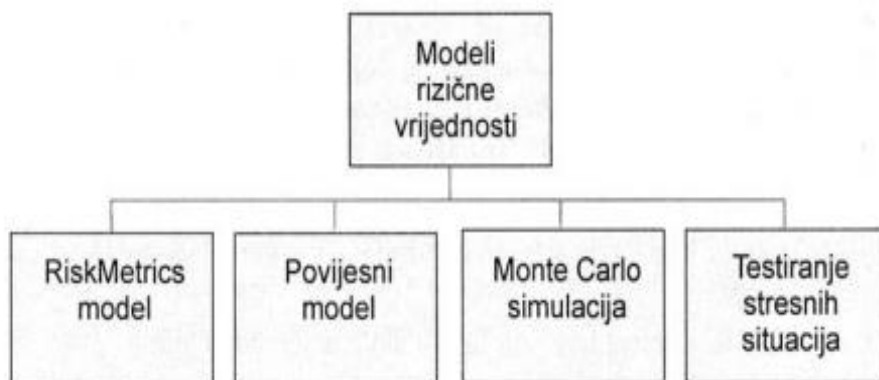 Modeli
rizične
vrijednosti
RiskMetrics
model
Povijesni
model
Monte Carlo
simulacija
Testiranje
stresnih
situacija